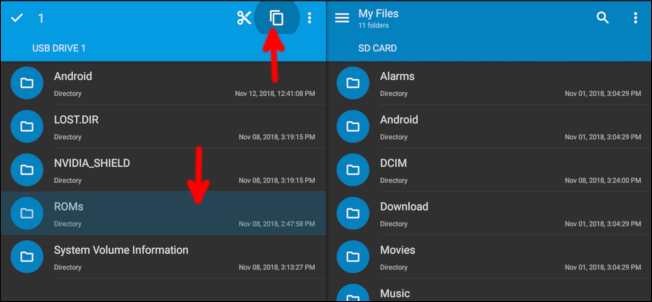 1
USB DRIVE 1
Android
Directory
Nov 12, 2018, 12:41:08 PM
LOST.DIR
Directory
Nov 08, 2018, 3:19:15 PM
NVIDIA_SHIELD
Directory
Nov 08, 2018, 3:19:15 PM
ROMs
Directory
Nov 08, 2018, 2:47:58 PM
System Volume Information
Directory
Nov 08, 2018, 3:13:27 PM
My Files
11 folders
SD CARD
Alarms
Directory
Nov 01, 2018, 3:04:29 PM
Android
Directory
Nov 01, 2018, 3:04:29 PM
DCIM
Directory
Nov 08, 2018, 3:24:00 PM
Download
Directory
Nov 01, 2018, 3:04:29 PM
Movies
Directory
Nov 01, 2018, 3:04:29 PM
Music